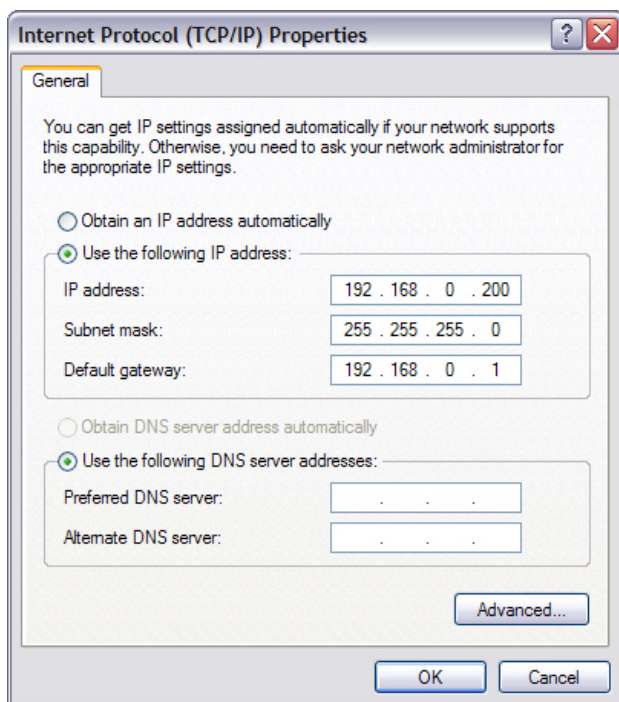 Internet Protocol (TCP/IP) Properties
General
You can get IP settings assigned automatically if your network supports
this capability. Otherwise, you need to ask your network administrator for
the appropriate IP settings.
Obtain an IP address automatically
Use the following IP address:
IP address: 192 . 168 . 0 . 200
Subnet mask: 255 . 255 . 255 . 0
Default gateway: 192 . 168 . 0 . 1
Obtain DNS server address automatically
Use the following DNS server addresses:
Preferred DNS server: . . .
Alternate DNS server: . . .
Advanced...
OK Cancel